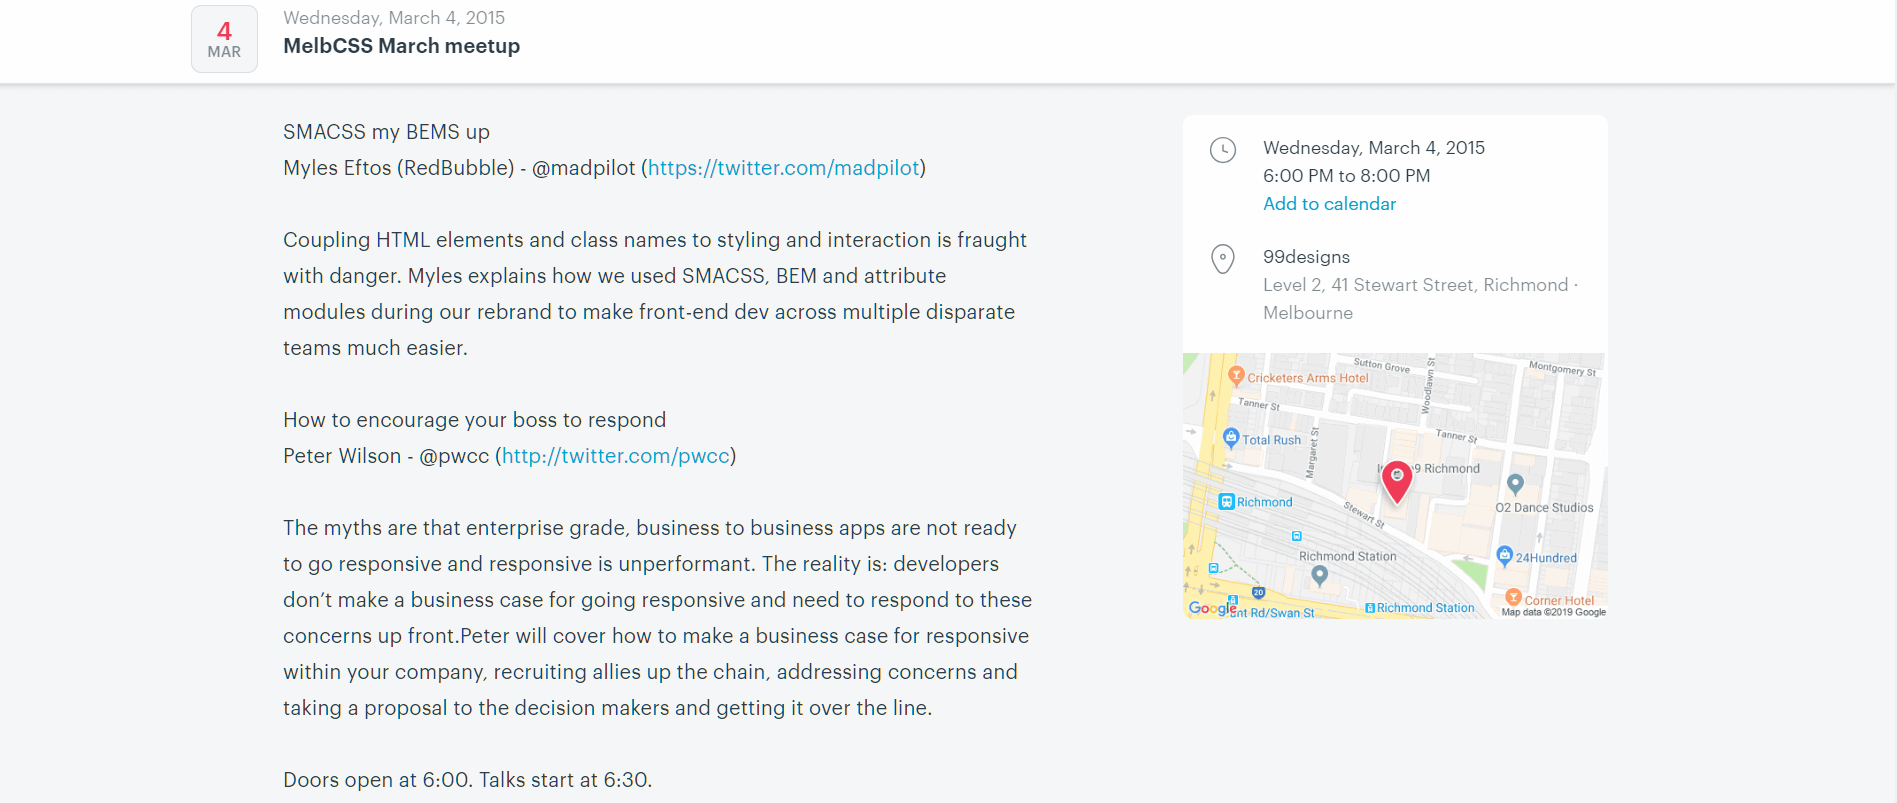 4
MAR
Wednesday, March 4, 2015
MelbCSS March meetup
SMACSS my BEMS up
Myles Eftos (RedBubble) - @madpilot (https://twitter.com/madpilot)
Coupling HTML elements and class names to styling and interaction is fraught
with danger. Myles explains how we used SMACSS, BEM and attribute
modules during our rebrand to make front-end dev across multiple disparate
teams much easier.
How to encourage your boss to respond
Peter Wilson - @pwcc (http://twitter.com/pwcc)
The myths are that enterprise grade, business to business apps are not ready
to go responsive and responsive is unperformant. The reality is: developers
don’t make a business case for going responsive and need to respond to these
concerns up front.Peter will cover how to make a business case for responsive
within your company, recruiting allies up the chain, addressing concerns and
taking a proposal to the decision makers and getting it over the line.
Doors open at 6:00. Talks start at 6:30.
Wednesday, March 4, 2015
6:00 PM to 8:00 PM
Add to calendar
99designs
Level 2, 41 Stewart Street, Richmond ·
Melbourne
Sutton Grove
Montgomery St
Cricketers Arms Hotel
Woodlawn St
Tanner St
Total Rush
Margaret St
Tanner St
Richmond
Richmond
Stewart St
O2 Dance Studios
Richmond Station
24Hundred
20
Corner Hotel
Richmond Station
Google
Rd/Swan St
Map data ©2019 Google